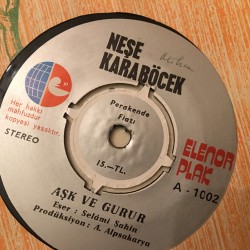 NEŞE
KARABÖCEK
Her hakkı
mahfuzdur
kopyesi yasaktır.
STEREO
Perakende
Fiatı
15.-TL.
ELENOR
PLAK
A - 1002
AŞK VE GURUR
Eser : Selâmi Şahin
Prodüksiyon : A. Alpsakarya